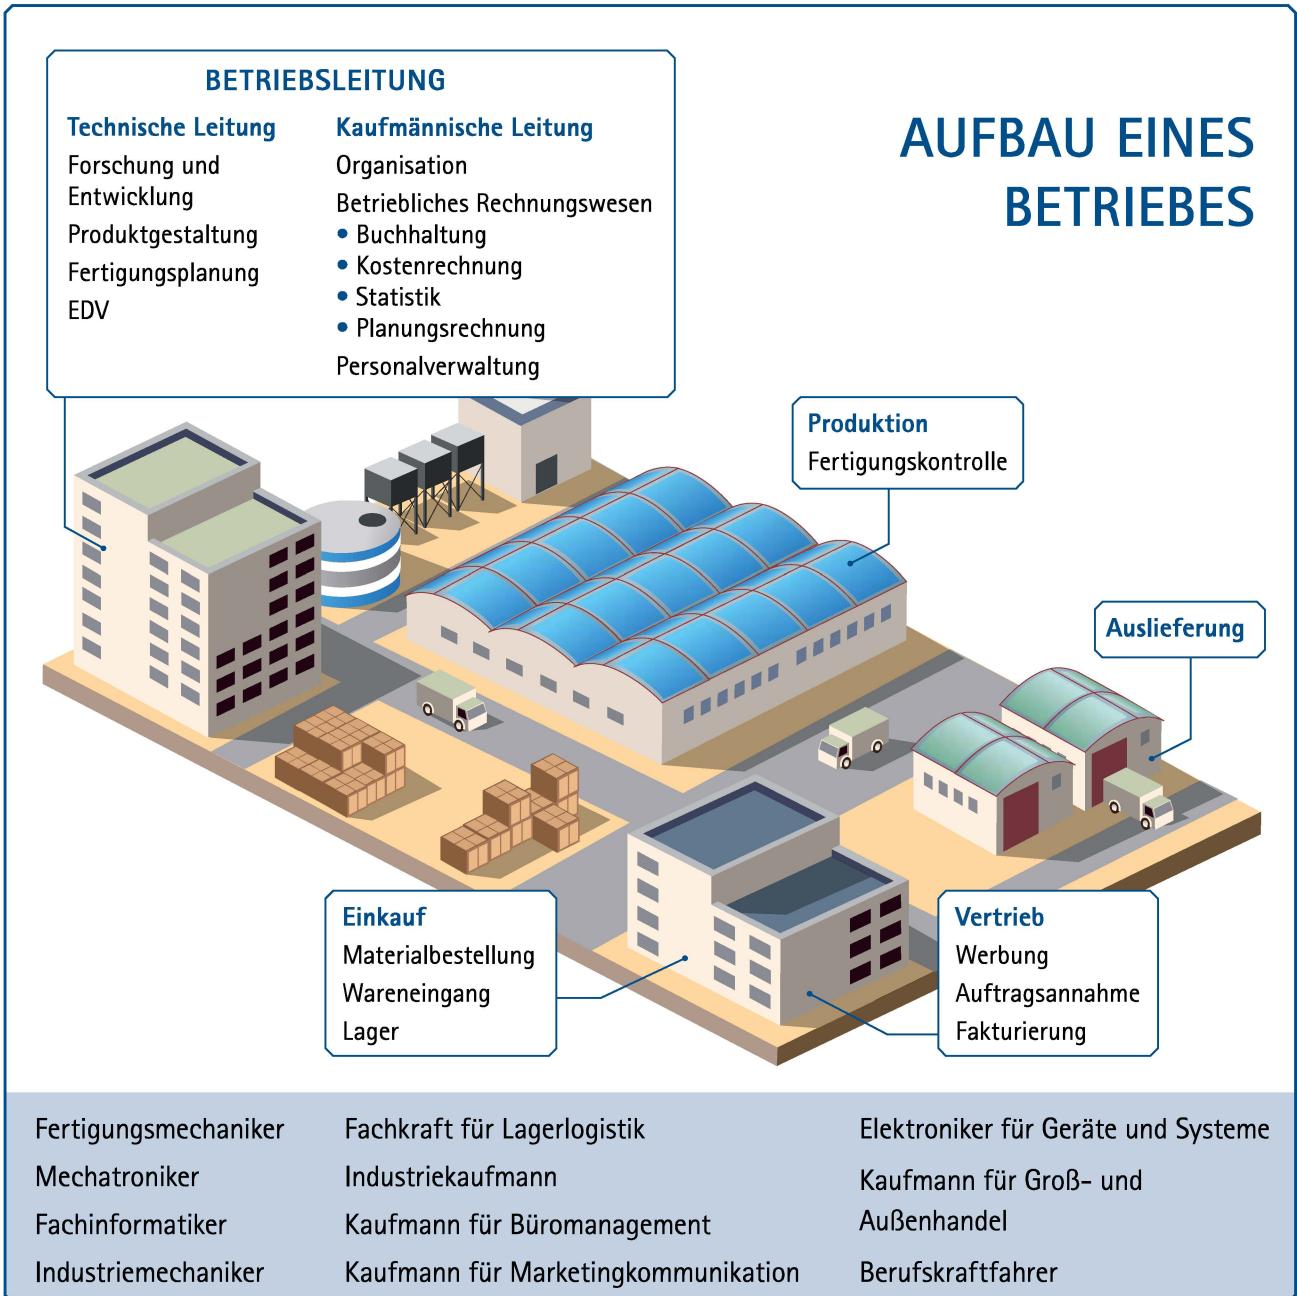 BETRIEBSLEITUNG
Technische Leitung
Forschung und
Entwicklung
Produktgestaltung
Fertigungsplanung
EDV
Kaufmännische Leitung
Organisation
Betriebliches Rechnungswesen
• Buchhaltung
• Kostenrechnung
• Statistik
• Planungsrechnung
Personalverwaltung
AUFBAU EINES
BETRIEBES
Produktion
Fertigungskontrolle
Auslieferung
Einkauf
Materialbestellung
Wareneingang
Lager
Vertrieb
Werbung
Auftragsannahme
Fakturierung
Fertigungsmechaniker
Mechatroniker
Fachinformatiker
Industriemechaniker
Fachkraft für Lagerlogistik
Industriekaufmann
Kaufmann für Büromanagement
Kaufmann für Marketingkommunikation
Elektroniker für Geräte und Systeme
Kaufmann für Groß- und
Außenhandel
Berufskraftfahrer